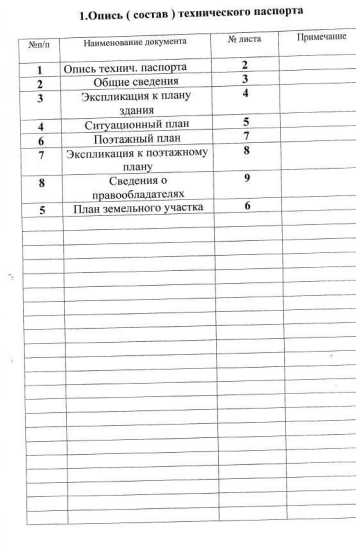 1.Опись ( состав ) технического паспорта
№п/п Наименование документа № листа Примечание
1 Опись технич. паспорта 2
2 Общие сведения 3
3 Экспликация к плану 4
здания
4 Ситуационный план 5
6 Поэтажный план 7
7 Экспликация к поэтажному 8
плану
8 Сведения о 9
правообладателях
5 План земельного участка 6